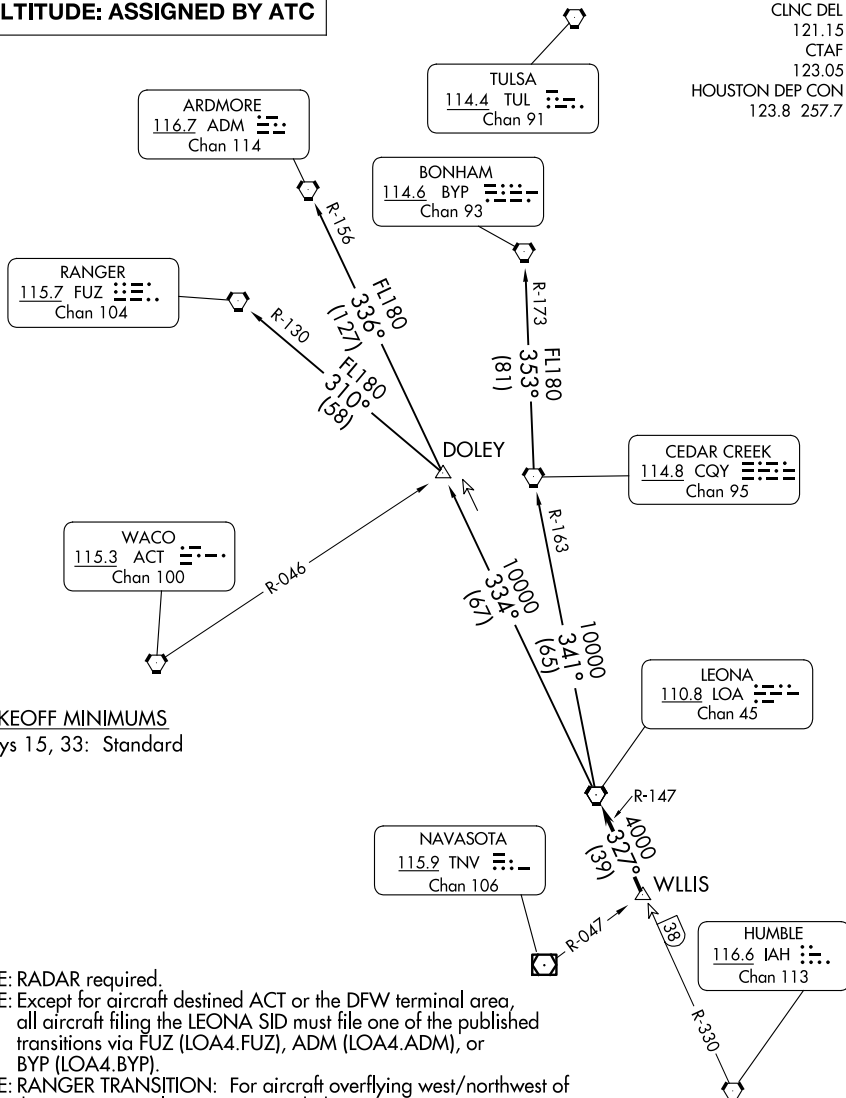 LTITUDE: ASSIGNED BY ATC
CLNC DEL
121.15
CTAF
123.05
HOUSTON DEP CON
123.8 257.7
TULSA
114.4 TUL
Chan 91
ARDMORE
116.7 ADM
Chan 114
BONHAM
114.6 BYP
Chan 93
R-156
RANGER
115.7 FUZ
Chan 104
R-130
R-173
FL180
336°
(127)
FL180
310°
(58)
FL180
353°
(81)
DOLEY
CEDAR CREEK
114.8 CQY
Chan 95
R-163
WACO
115.3 ACT
Chan 100
R-046
10000
334°
(67)
10000
341°
(65)
LEONA
110.8 LOA
Chan 45
KEOFF MINIMUMS
ys 15, 33: Standard
R-147
4000
327°
(39)
NAVASOTA
115.9 TNV
Chan 106
WLLIS
R-047
38
HUMBLE
116.6 IAH
Chan 113
R-330
E: RADAR required.
E: Except for aircraft destined ACT or the DFW terminal area,
all aircraft filing the LEONA SID must file one of the published
transitions via FUZ (LOA4.FUZ), ADM (LOA4.ADM), or
BYP (LOA4.BYP).
E: RANGER TRANSITION: For aircraft overflying west/northwest of